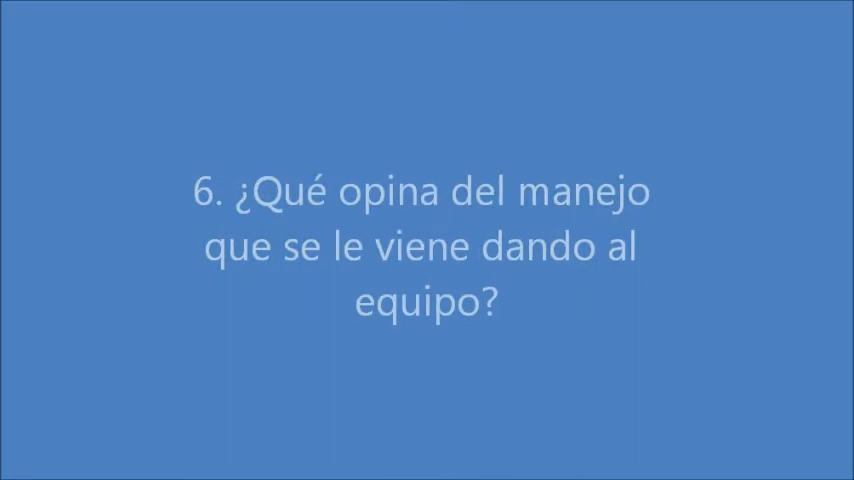 6. ¿Qué opina del manejo
que se le viene dando al
equipo?